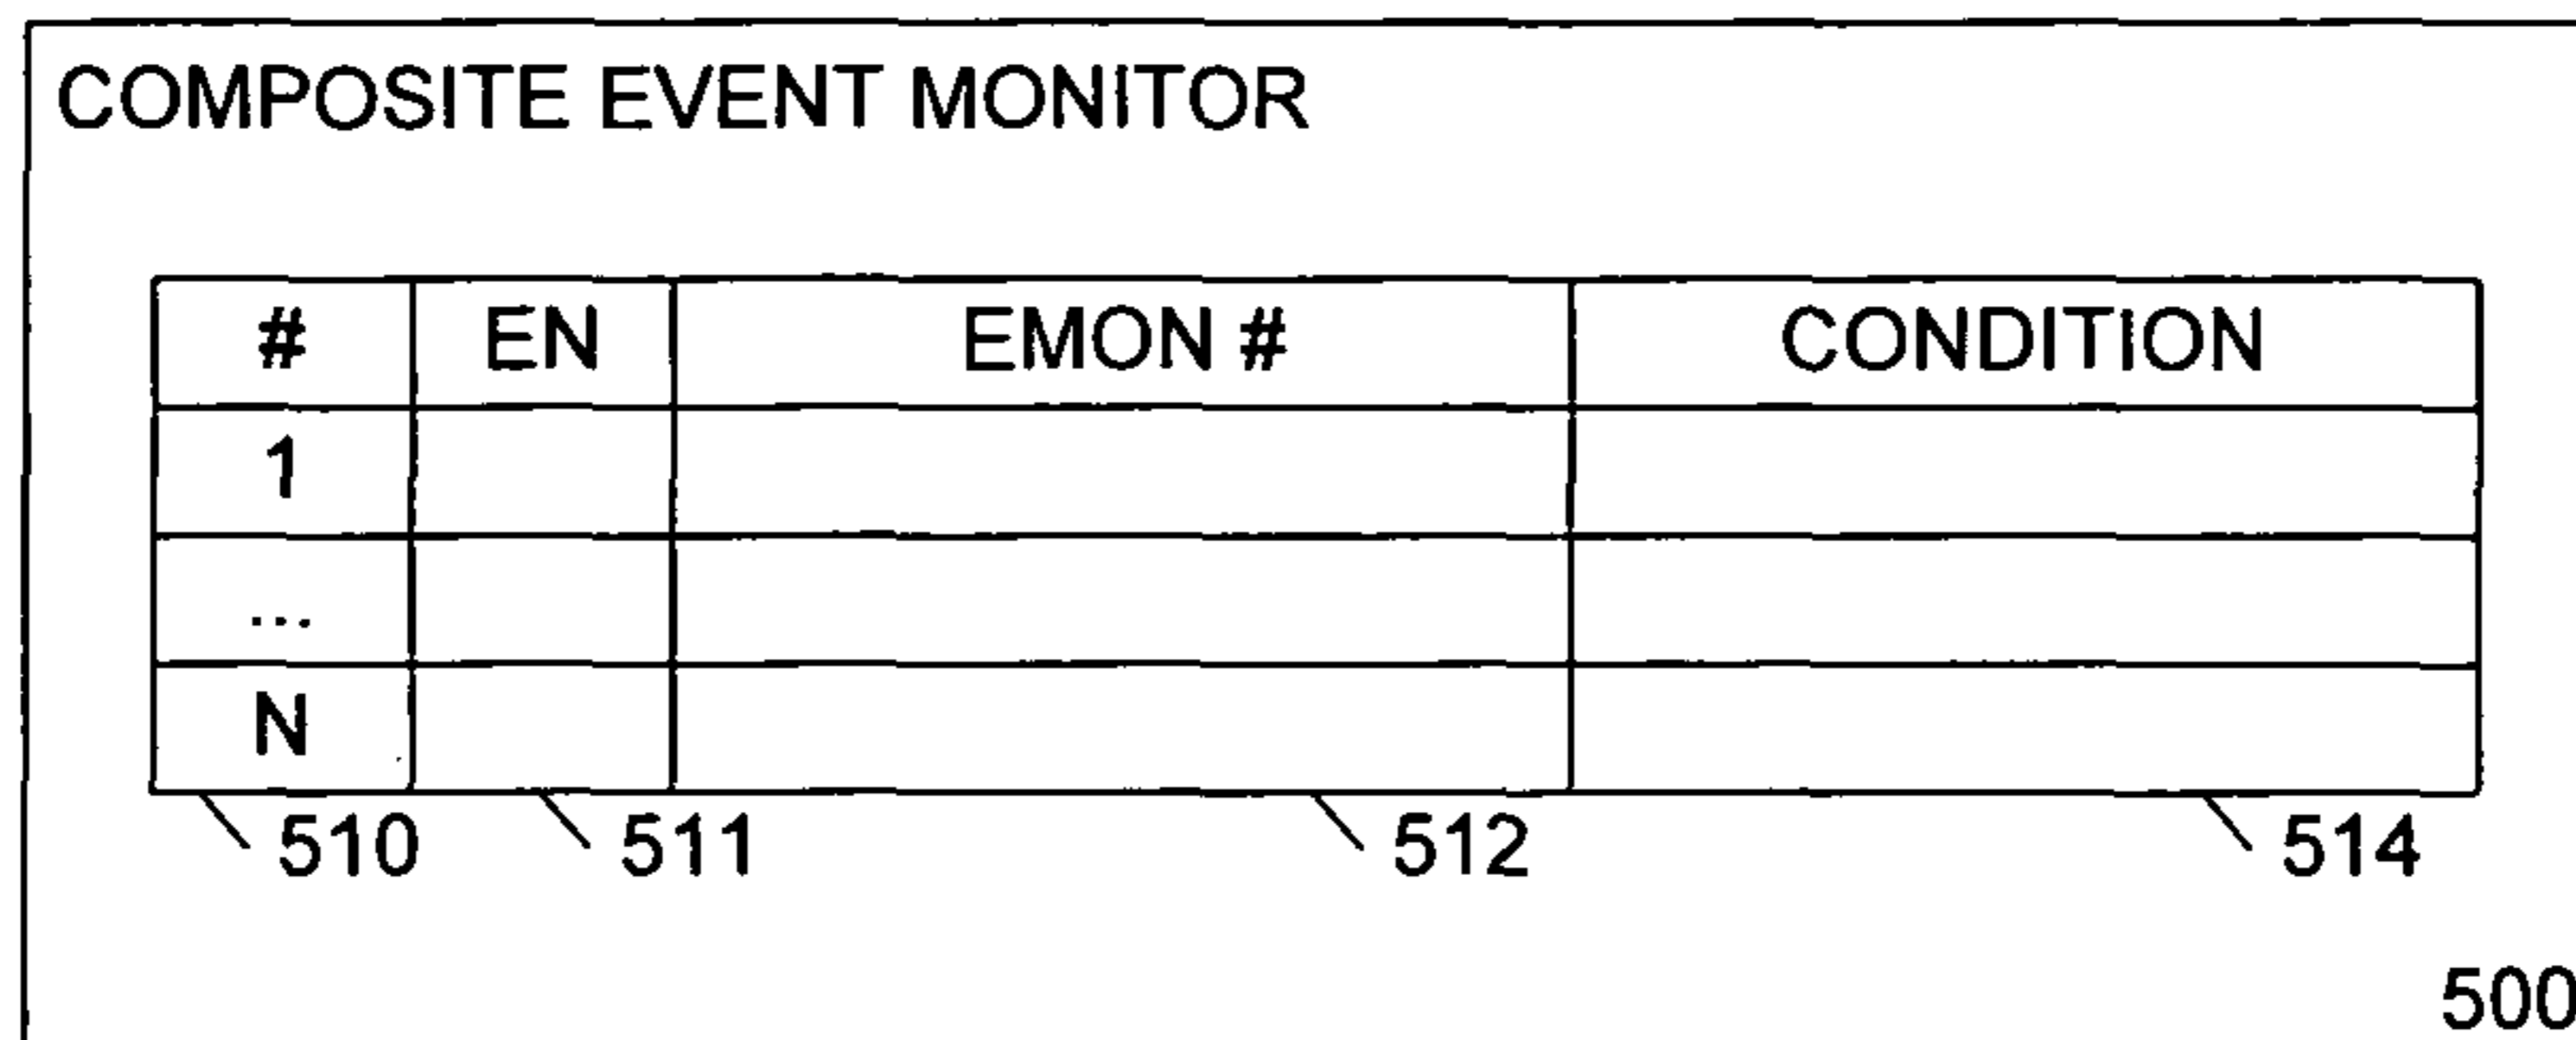 COMPOSITE EVENT MONITOR
# EN EMON # CONDITION
1
...
N
510 511 512 514
500